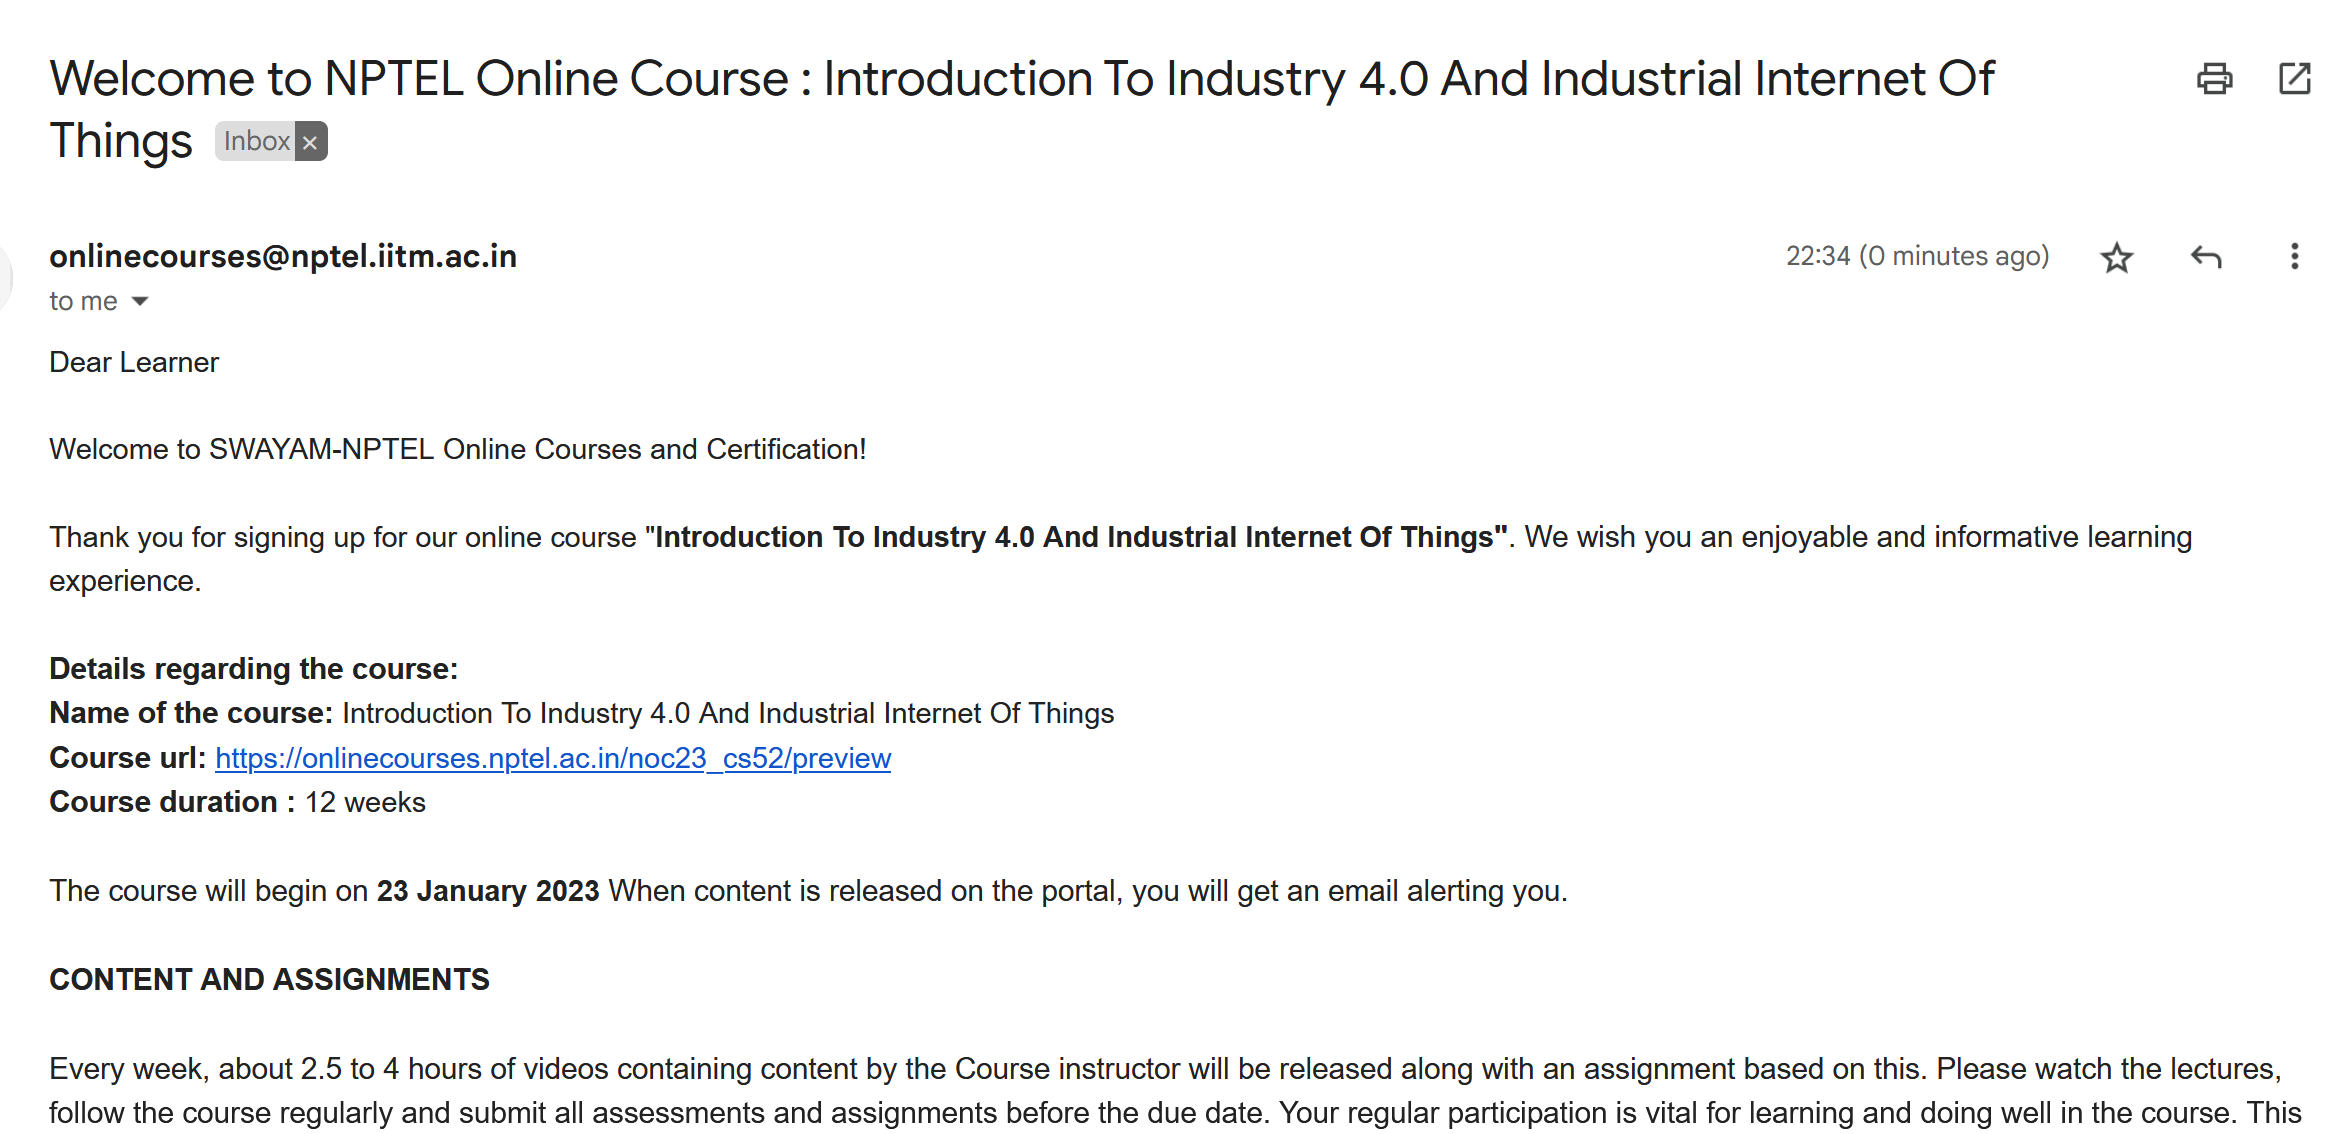 Welcome to NPTEL Online Course : Introduction To Industry 4.0 And Industrial Internet Of
Things Inbox ×
onlinecourses@nptel.iitm.ac.in 22:34 (0 minutes ago)
to me
Dear Learner
Welcome to SWAYAM-NPTEL Online Courses and Certification!
Thank you for signing up for our online course "Introduction To Industry 4.0 And Industrial Internet Of Things". We wish you an enjoyable and informative learning
experience.
Details regarding the course:
Name of the course: Introduction To Industry 4.0 And Industrial Internet Of Things
Course url: https://onlinecourses.nptel.ac.in/noc23_cs52/preview
Course duration : 12 weeks
The course will begin on 23 January 2023 When content is released on the portal, you will get an email alerting you.
CONTENT AND ASSIGNMENTS
Every week, about 2.5 to 4 hours of videos containing content by the Course instructor will be released along with an assignment based on this. Please watch the lectures,
follow the course regularly and submit all assessments and assignments before the due date. Your regular participation is vital for learning and doing well in the course. This